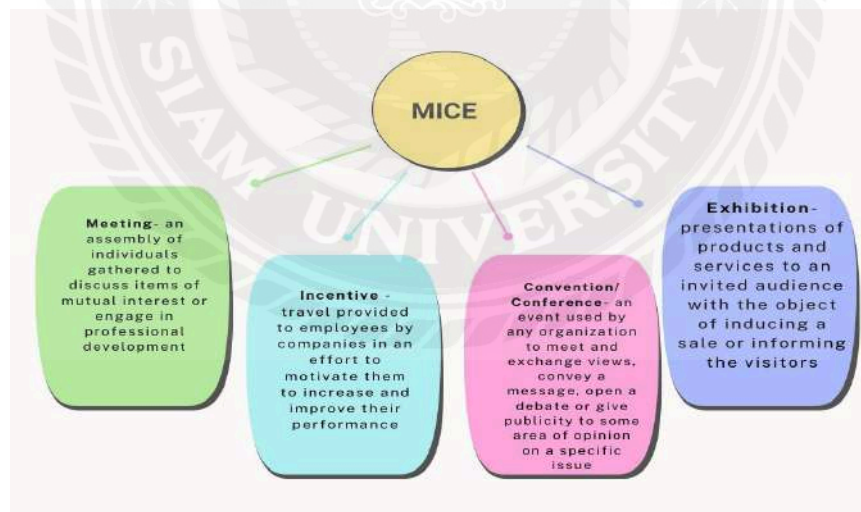 MICE
Meeting- an
assembly of
individuals
gathered to
discuss items of
mutual interest or
engage in
professional
development
Incentive -
travel provided
to employees by
companies in an
effort to
motivate them
to increase and
improve their
performance
Convention/
Conference- an
event used by
any organization
to meet and
exchange views,
convey a
message, open a
debate or give
publicity to some
area of opinion
on a specific
issue
Exhibition-
presentations of
products and
services to an
invited audience
with the object
of inducing a
sale or informing
the visitors
SIAM UNIVERSITY